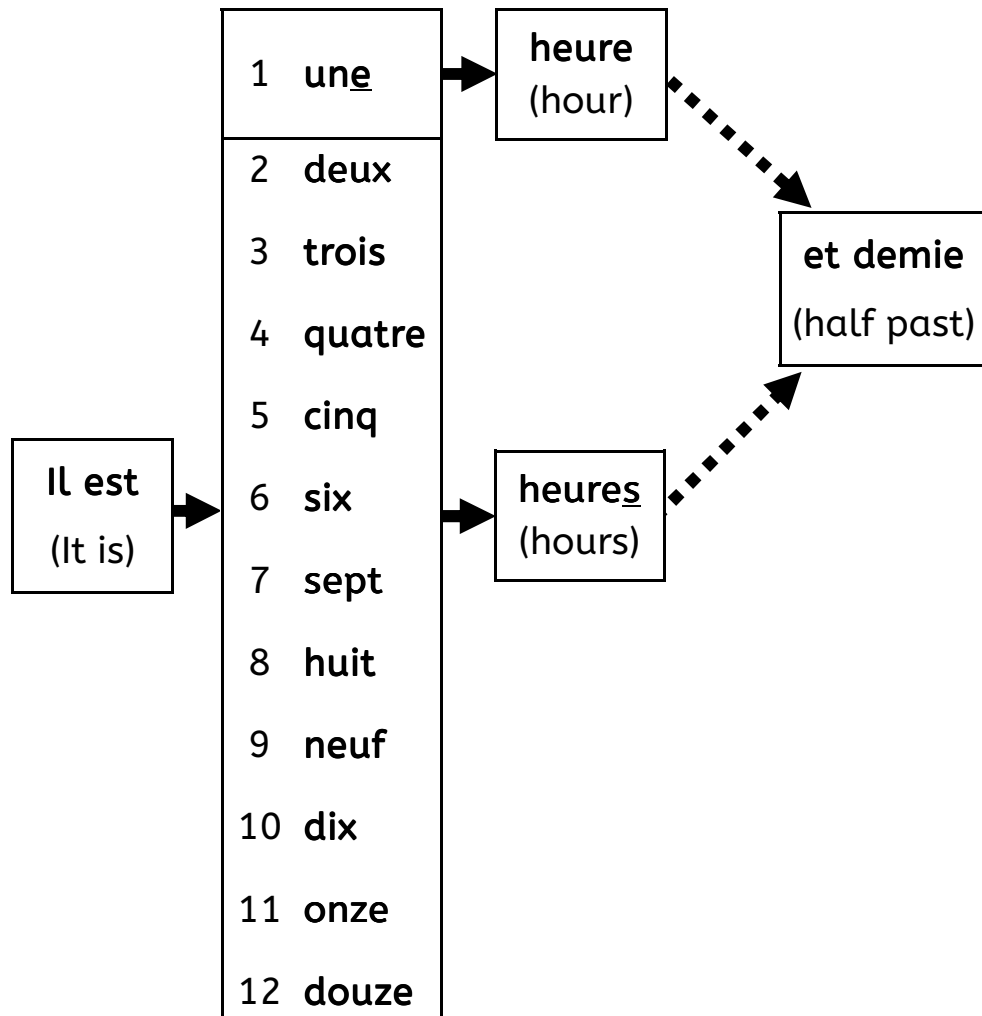 Il est
(It is)
1 une
2 deux
3 trois
4 quatre
5 cinq
6 six
7 sept
8 huit
9 neuf
10 dix
11 onze
12 douze
heure
(hour)
heures
(hours)
et demie
(half past)